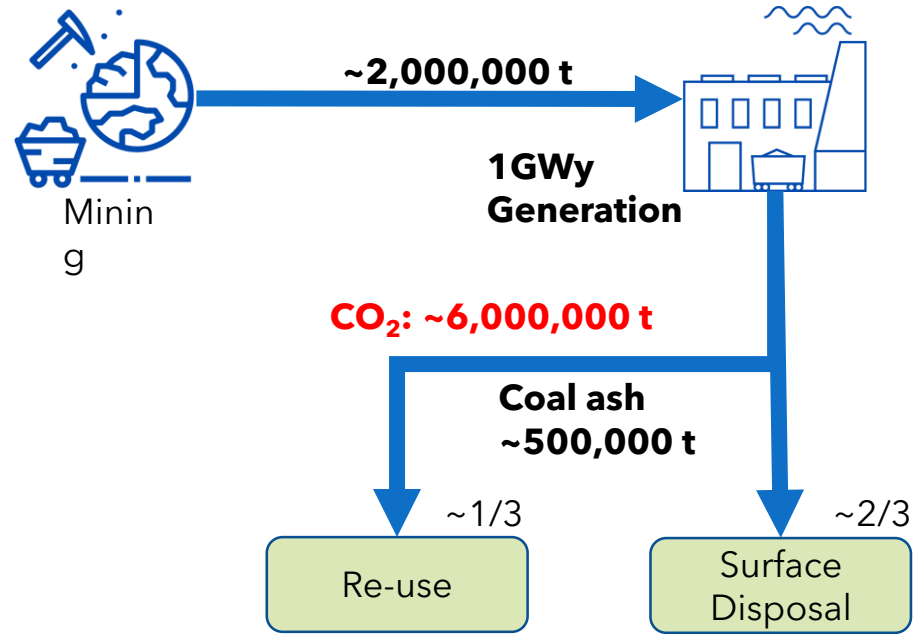 ~2,000,000 t
1GWy
Generation
Minin
g
CO₂: ~6,000,000 t
Coal ash
~500,000 t
~1/3
~2/3
Re-use
Surface
Disposal